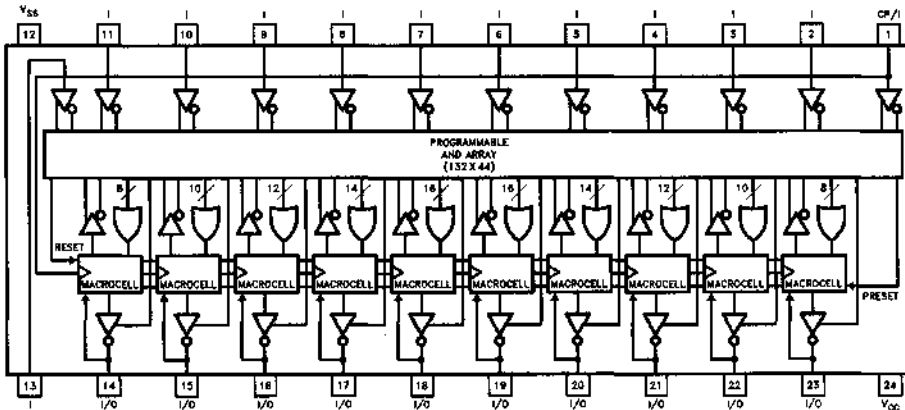 VSS I I I I I I I I I I CP/I
12 11 10 9 8 7 6 5 4 3 2 1
PROGRAMMABLE
AND ARRAY
(132X44)
8 10 12 14 16 16 14 12 10 8
RESET
MACROCELL MACROCELL MACROCELL MACROCELL MACROCELL MACROCELL MACROCELL MACROCELL MACROCELL MACROCELL
PRESET
13 14 15 16 17 18 19 20 21 22 23 24
I I/O I/O I/O I/O I/O I/O I/O I/O I/O I/O VCC